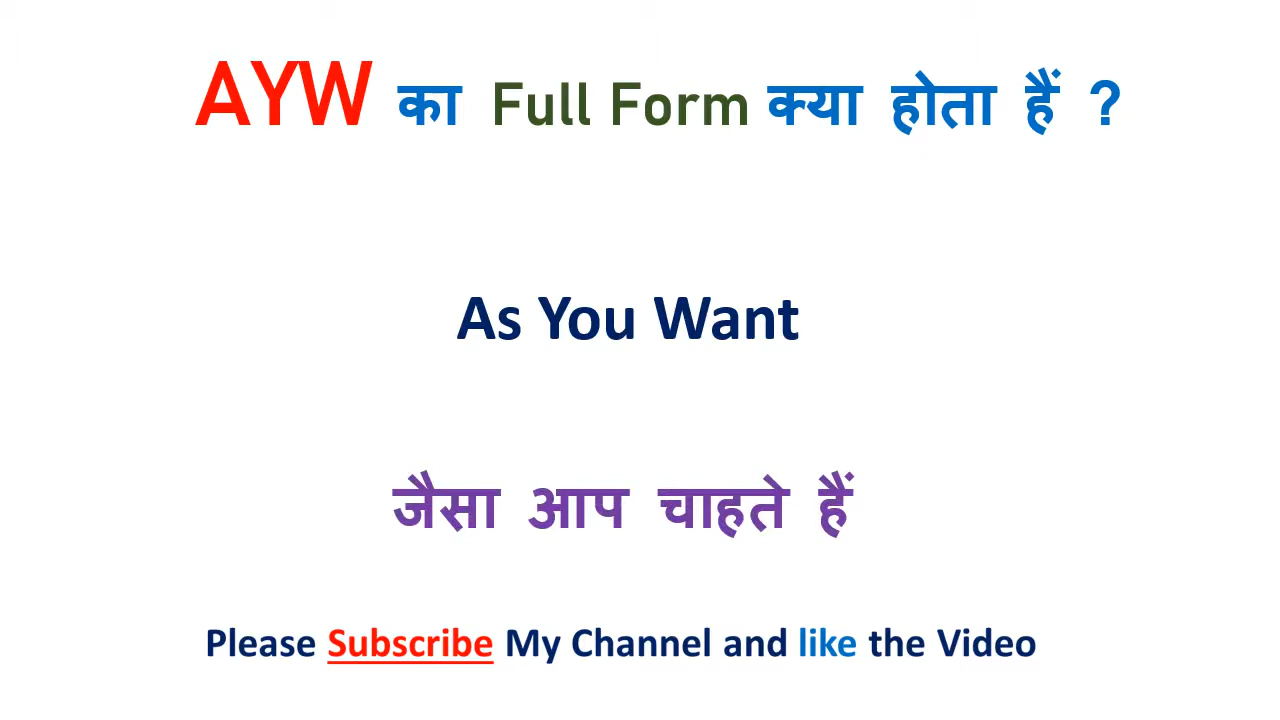 AYW का Full Form क्या होता हैं ?
As You Want
जैसा आप चाहते हैं
Please Subscribe My Channel and like the Video